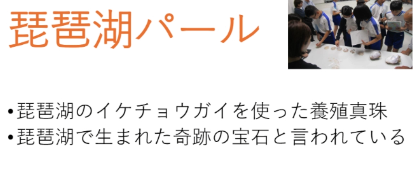 琵琶湖パール
•琵琶湖のイケチョウガイを使った養殖真珠
•琵琶湖で生まれた奇跡の宝石と言われている